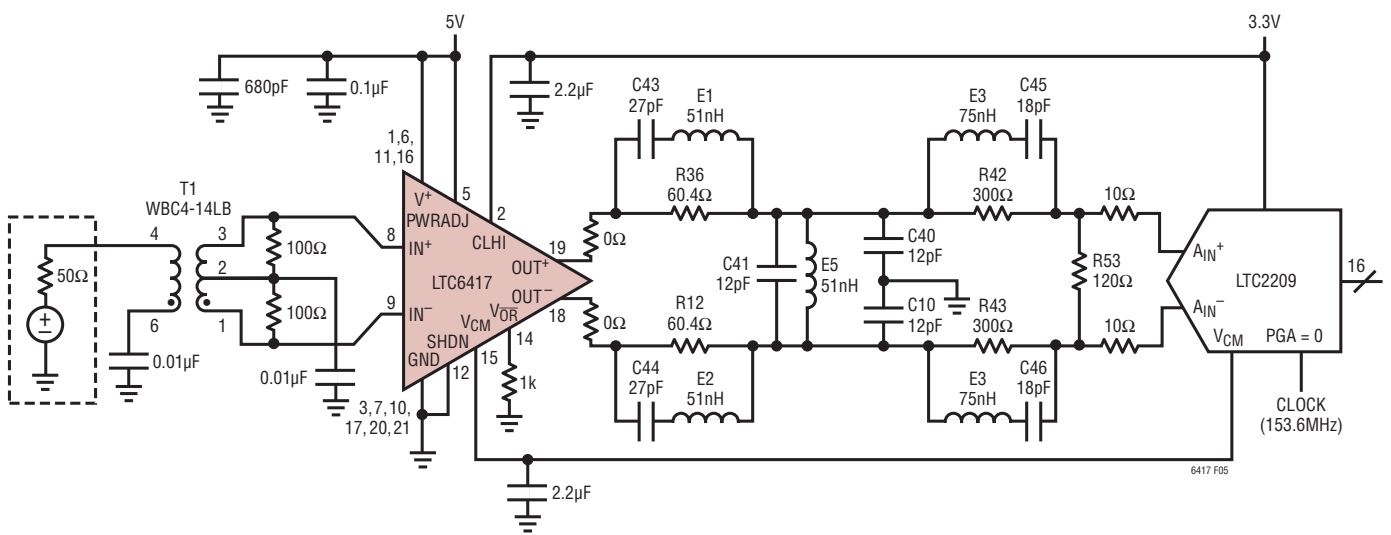 5V
3.3V
680pF
0.1µF
2.2µF
C43
27pF
E1
51nH
E3
75nH
C45
18pF
1,6,
11,16
R36
60.4Ω
R42
300Ω
10Ω
T1
WBC4-14LB
V+
5
PWRADJ
2
CLHI
4
3
8
IN+
100Ω
19
0Ω
OUT+
C40
12pF
AIN+
50Ω
2
LTC6417
C41
12pF
E5
51nH
R53
120Ω
LTC2209
16
OUT−
18
100Ω
9
IN−
VOR
VCM
14
0Ω
R12
60.4Ω
C10
12pF
R43
300Ω
10Ω
AIN−
6
1
SHDN
15
GND
12
VCM
PGA = 0
0.01µF
0.01µF
1k
C44
27pF
E2
51nH
E3
75nH
C46
18pF
3,7,10,
17,20,21
CLOCK
(153.6MHz)
6417 F05
2.2µF